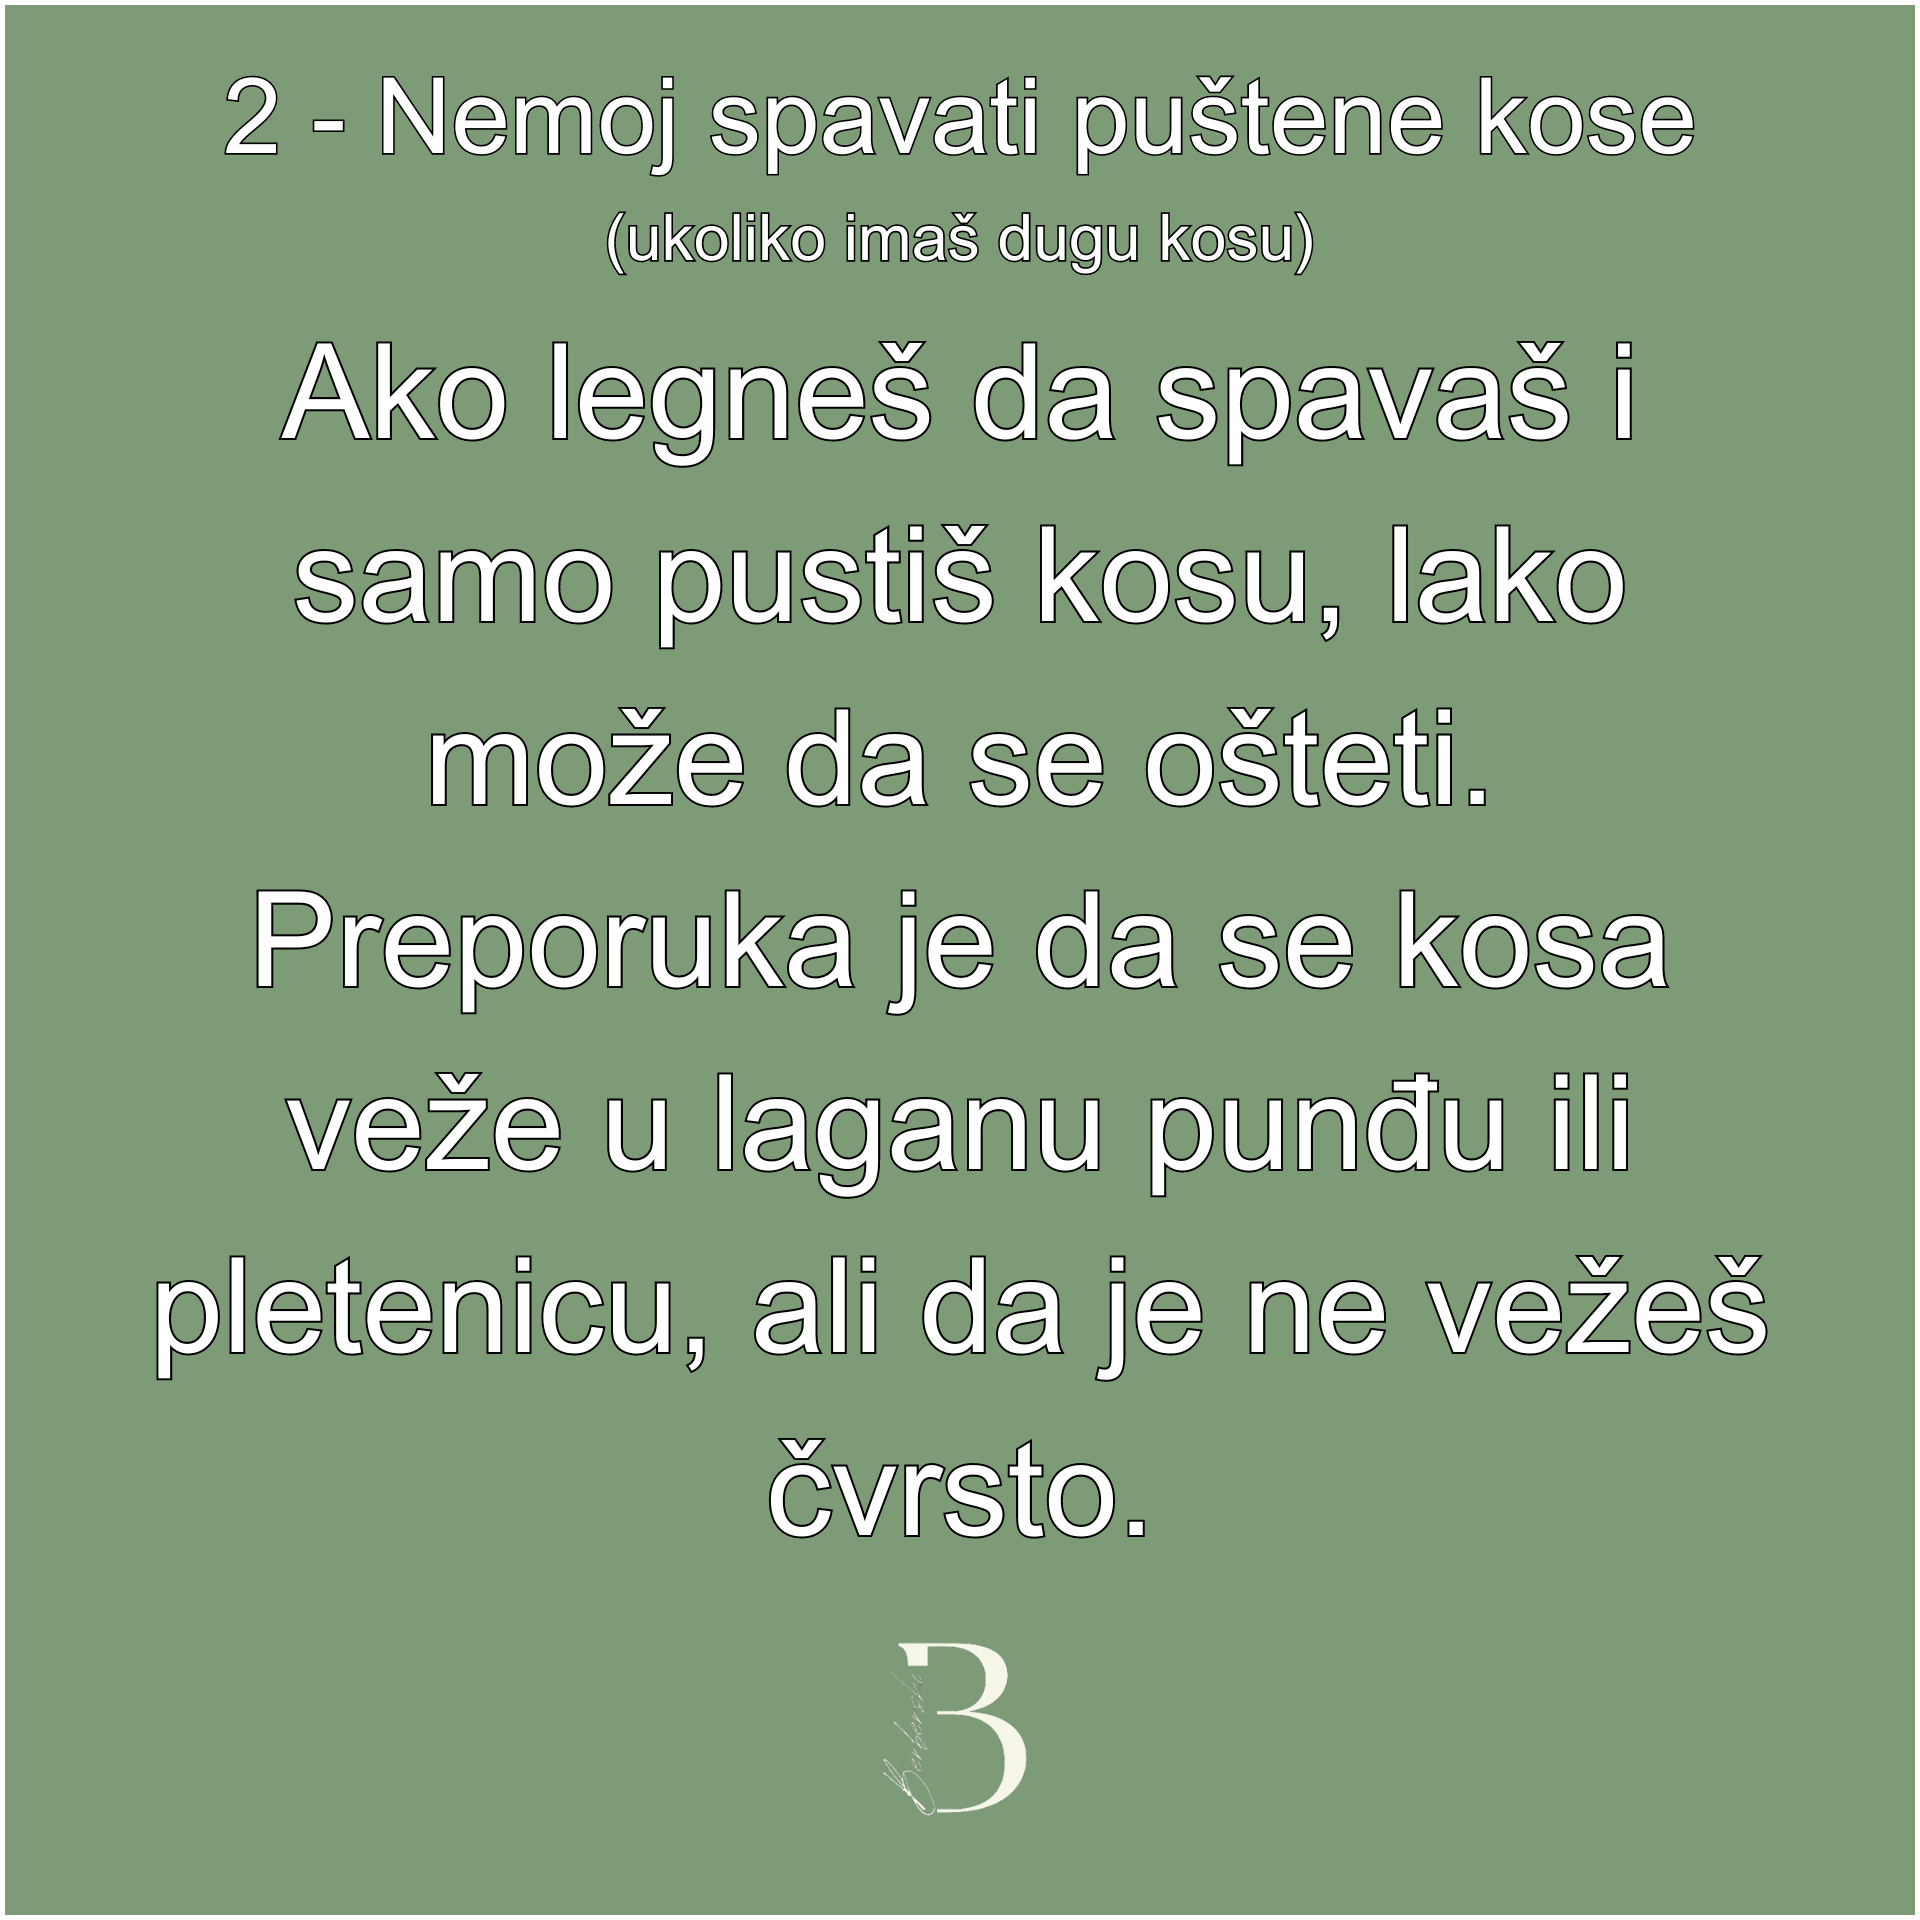 2 - Nemoj spavati puštene kose
(ukoliko imaš dugu kosu)
Ako legneš da spavaš i
samo pustiš kosu, lako
može da se ošteti.
Preporuka je da se kosa
veže u laganu punđu ili
pletenicu, ali da je ne vežeš
čvrsto.
B